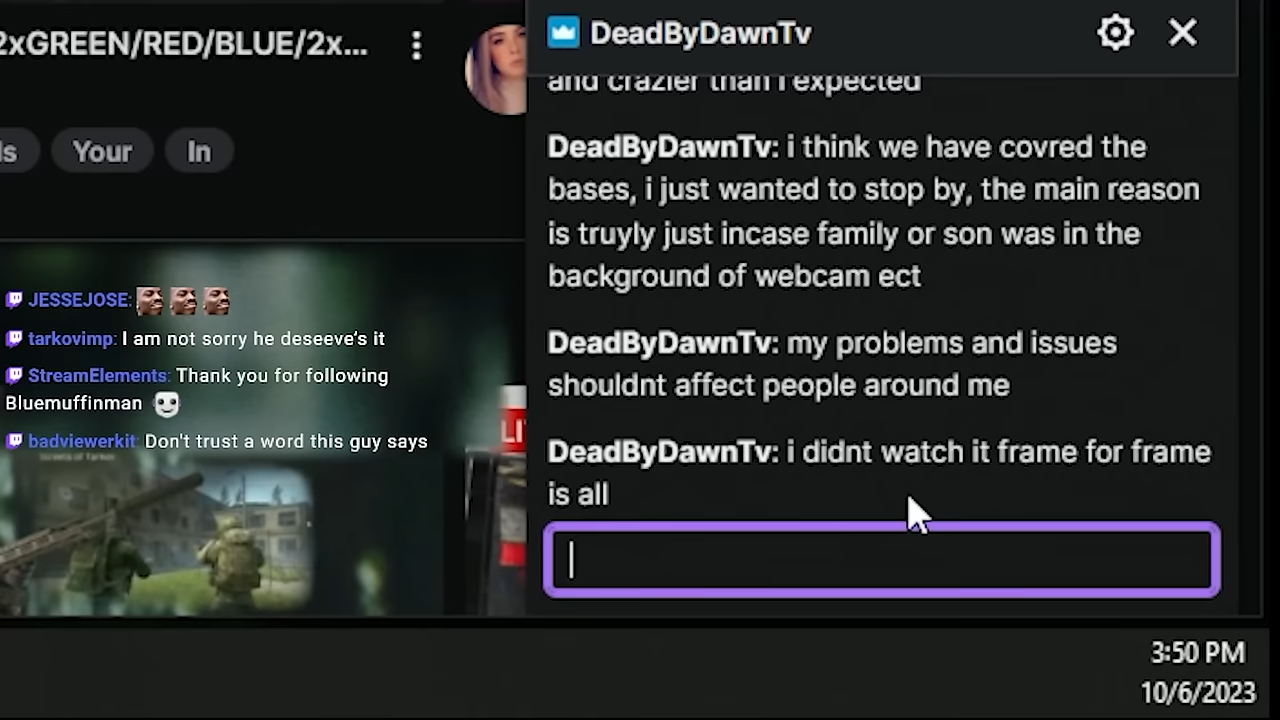 2xGREEN/RED/BLUE/2x...
ls
Your
In
JESSEJOSE:
tarkovimp: I am not sorry he deseeve's it
StreamElements: Thank you for following
Bluemuffinman
badviewerkit: Don't trust a word this guy says
DeadByDawnTv
and crazier than i expected
DeadByDawnTv: i think we have covred the
bases, i just wanted to stop by, the main reason
is truyly just incase family or son was in the
background of webcam ect
DeadByDawnTv: my problems and issues
shouldnt affect people around me
DeadByDawnTv: i didnt watch it frame for frame
is all
3:50 PM
10/6/2023